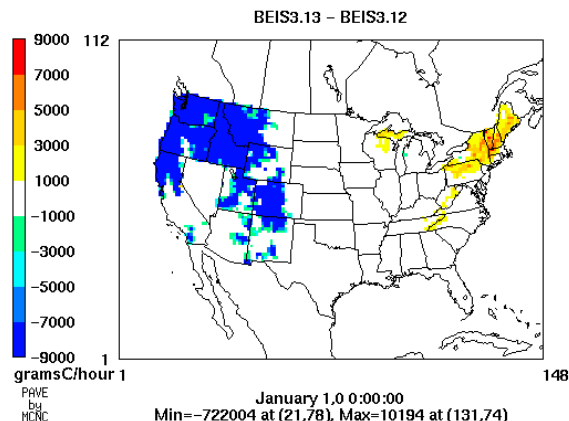 BEIS3.13 − BEIS3.12
112
9000
7000
5000
3000
1000
−1000
−3000
−5000
−7000
−9000
1
gramsC/hour 1
148
PAVE
by
MCNC
January 1,0 0:00:00
Min=−722004 at (21,78), Max=10194 at (131,74)